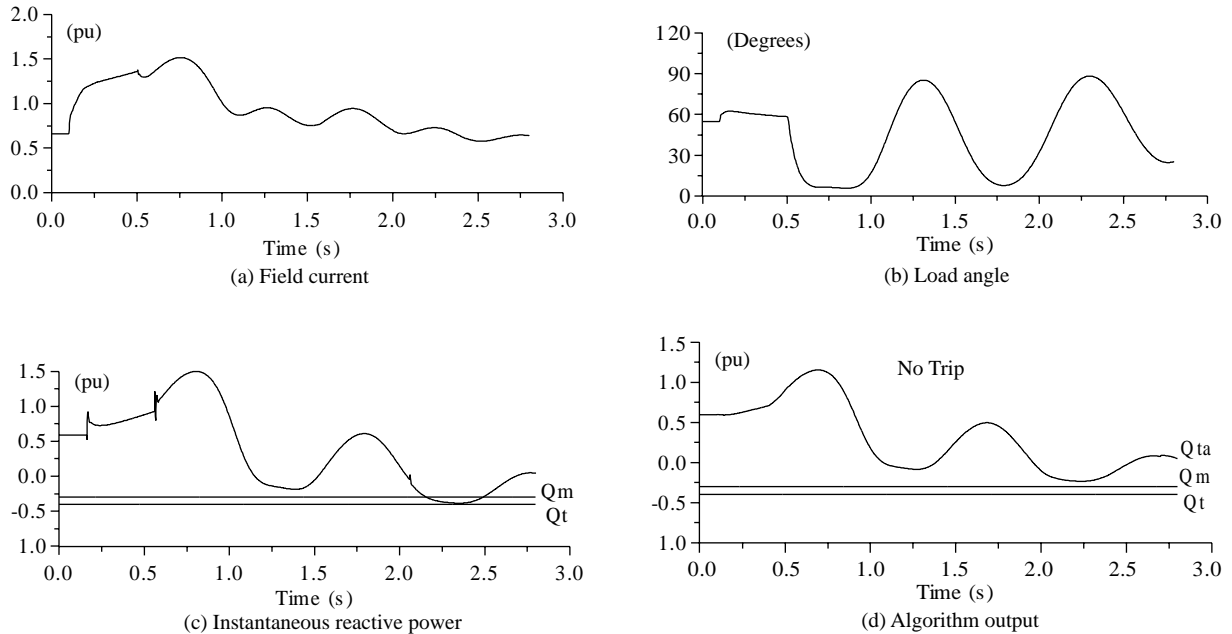 2.0
(pu)
1.5
1.0
0.5
0.0
0.0 0.5 1.0 1.5 2.0 2.5 3.0
Time (s)
(a) Field current
120
(Degrees)
90
60
30
0
0.0 0.5 1.0 1.5 2.0 2.5 3.0
Time (s)
(b) Load angle
1.5
(pu)
1.0
0.5
0.0
-0.5
1.0
Qm
Qt
0.0 0.5 1.0 1.5 2.0 2.5 3.0
Time (s)
(c) Instantaneous reactive power
1.5
(pu)
No Trip
1.0
0.5
0.0
-0.5
1.0
Qta
Qm
Qt
0.0 0.5 1.0 1.5 2.0 2.5 3.0
Time (s)
(d) Algorithm output